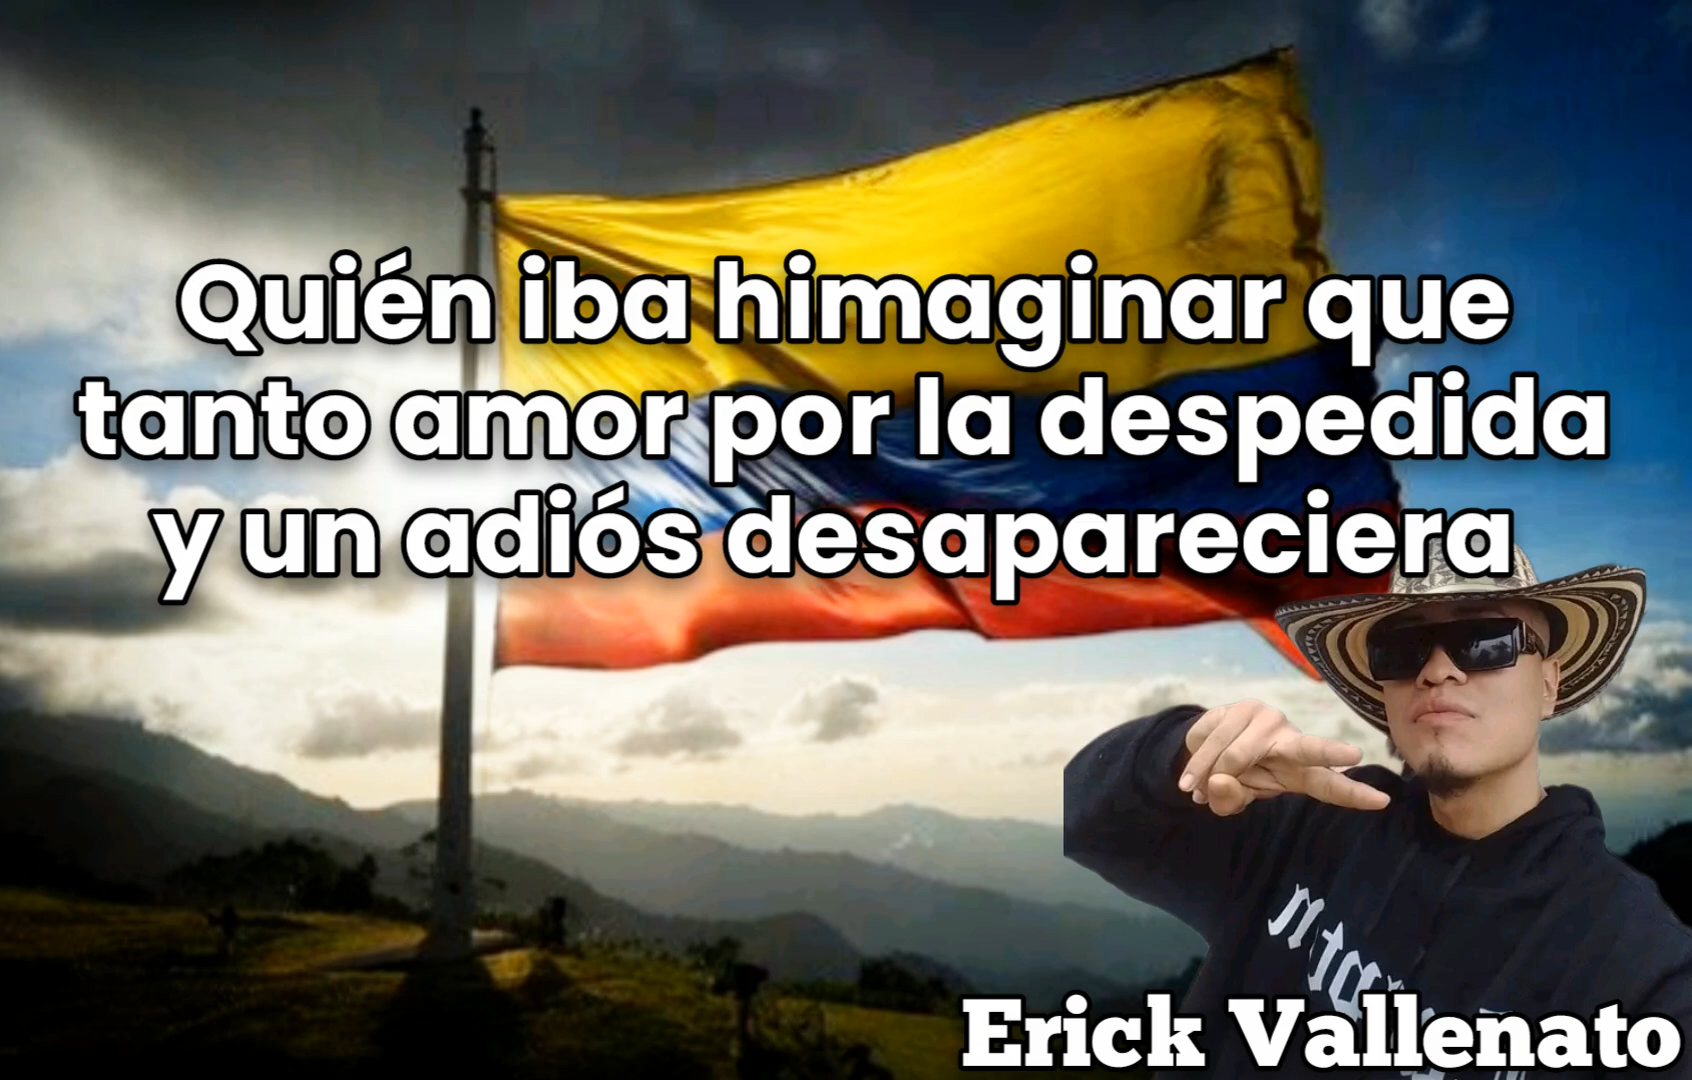 Quién iba himaginar que
tanto amor por la despedida
y un adiós desapareciera
Erick Vallenato